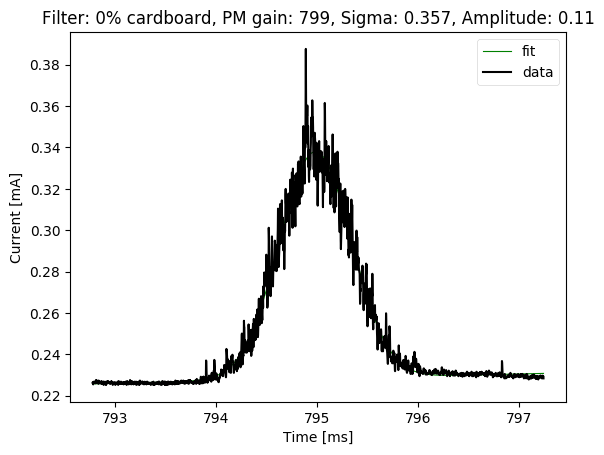 Filter: 0% cardboard, PM gain: 799, Sigma: 0.357, Amplitude: 0.11
fit
data
Current [mA]
0.38
0.36
0.34
0.32
0.30
0.28
0.26
0.24
0.22
793 794 795 796 797
Time [ms]